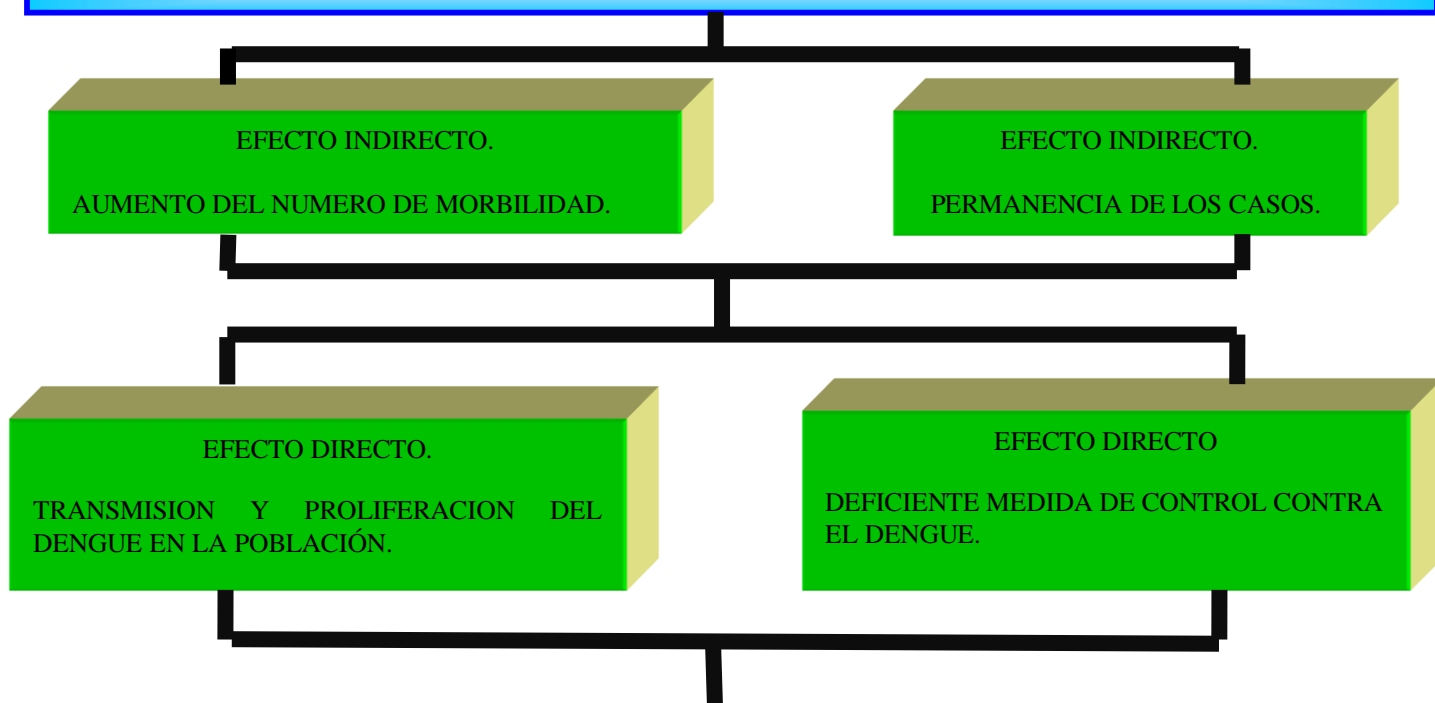 EFECTO INDIRECTO.
AUMENTO DEL NUMERO DE MORBILIDAD.
EFECTO INDIRECTO.
PERMANENCIA DE LOS CASOS.
EFECTO DIRECTO.
TRANSMISION Y PROLIFERACION DEL
DENGUE EN LA POBLACIÓN.
EFECTO DIRECTO
DEFICIENTE MEDIDA DE CONTROL CONTRA
EL DENGUE.